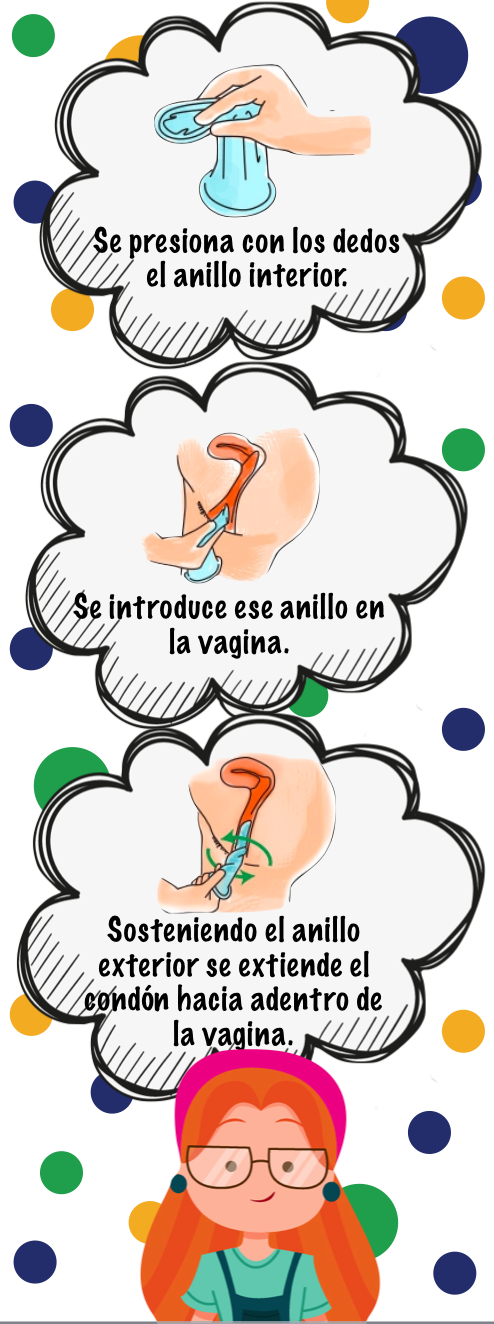 Se presiona con los dedos
el anillo interior.
Se introduce ese anillo en
la vagina.
Sosteniendo el anillo
exterior se extiende el
condón hacia adentro de
la vagina.